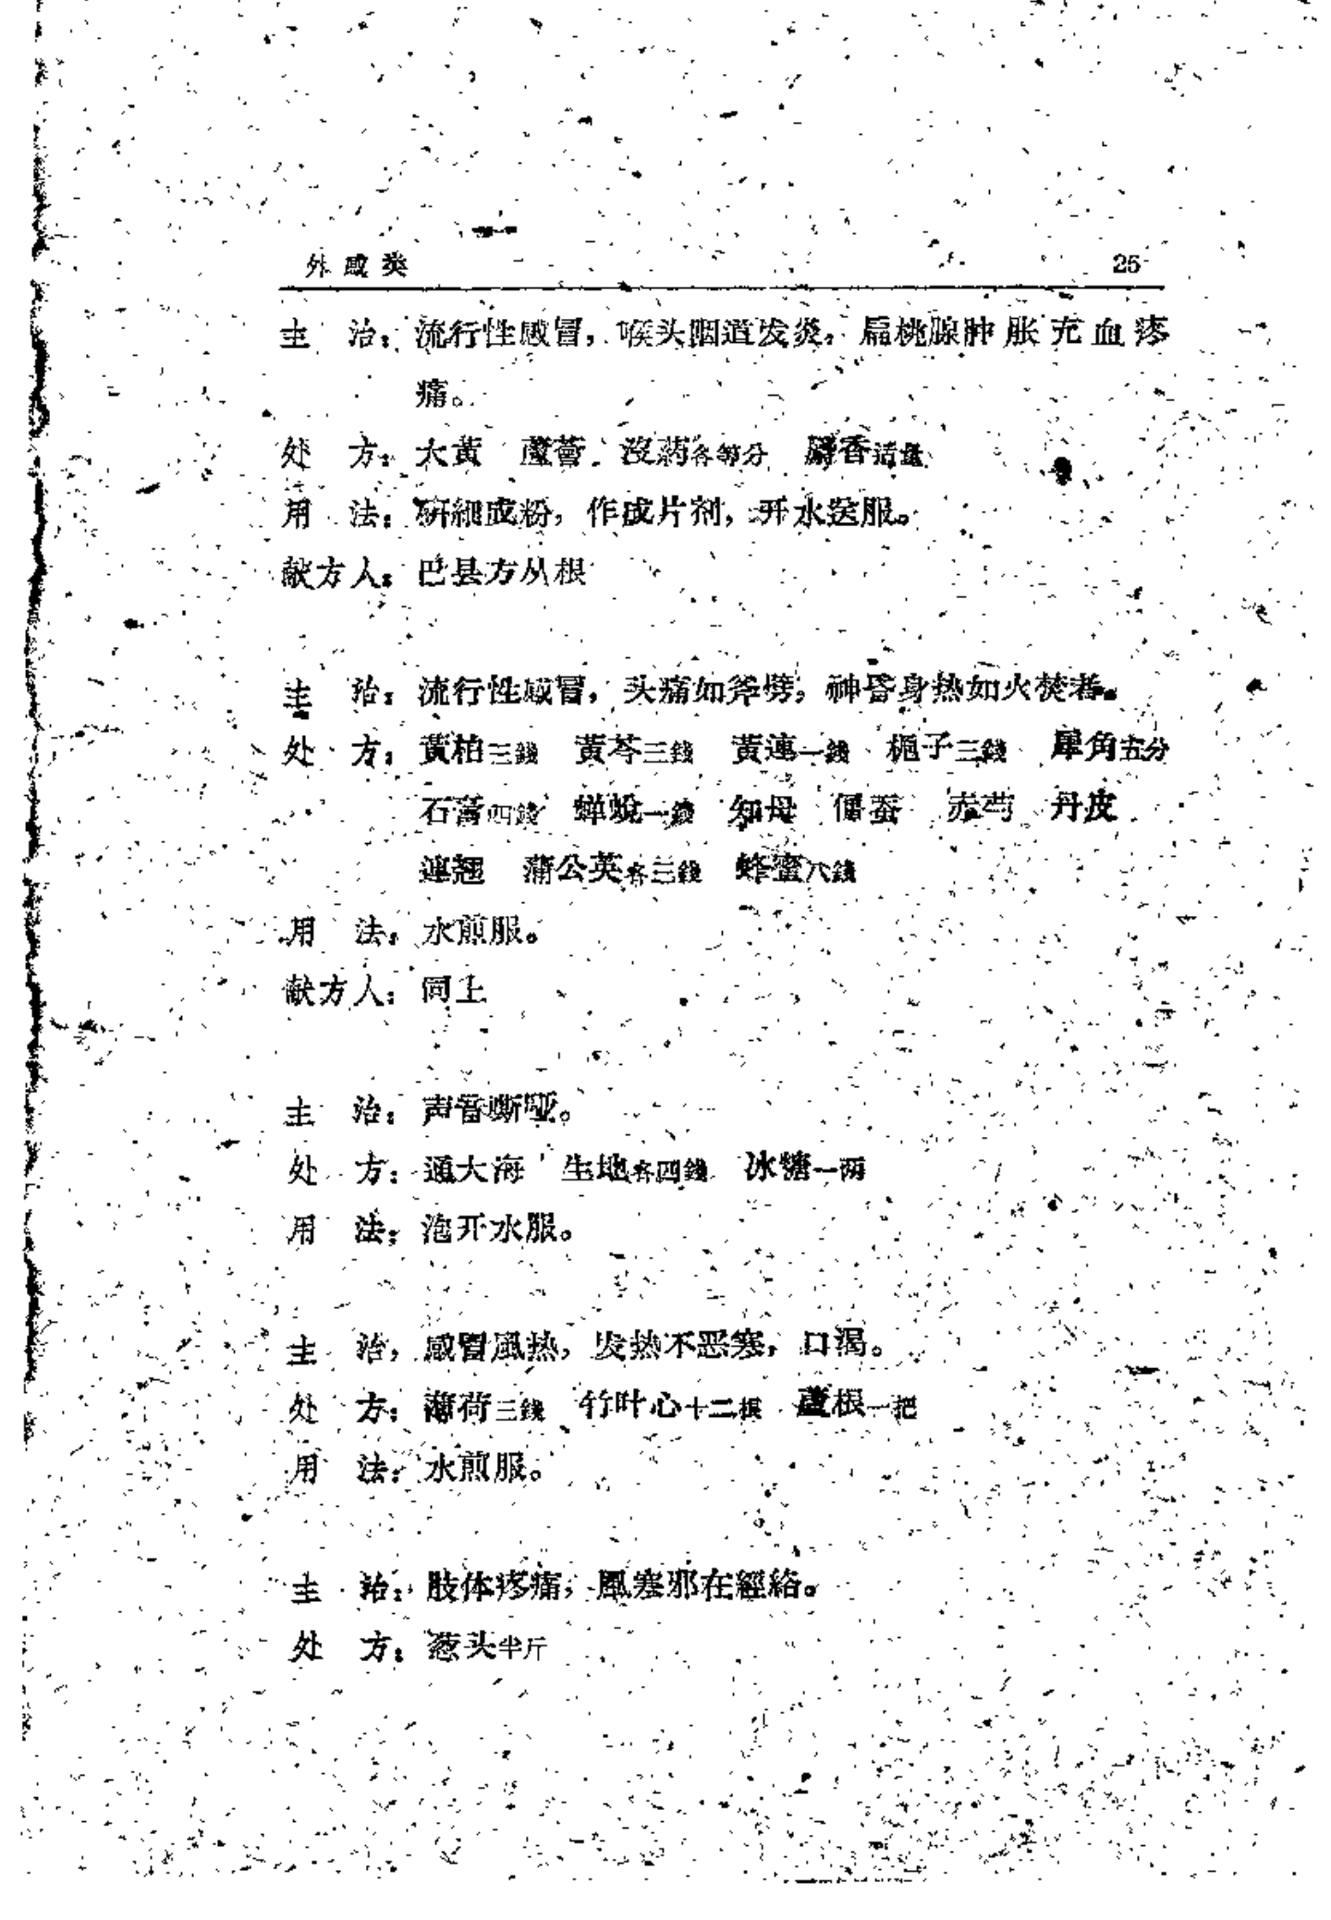 外感类 25
主　治：流行性感冒，喉头咽道发炎，扁桃腺肿胀充血疼
痛。
处　方：大黄　蘆薈　沒药各等分　麝香适量
用　法：研細成粉，作成片剂，开水送服。
献方人：巴县方从根
主　治：流行性感冒，头痛如斧劈，神昏身热如火焚者。
处　方：黄柏三錢　黄芩三錢　黄連一錢　梔子三錢　犀角五分
石膏四錢　蝉蛻一錢　知母　僵蚕　赤芍　丹皮
連翘　蒲公英各三錢　蜂蜜六錢
用　法：水煎服。
献方人：同上
主　治：声音嘶哑。
处　方：通大海　生地各四錢　冰糖一两
用　法：泡开水服。
主　治：感冒風热，发热不恶寒，口渴。
处　方：薄荷三錢　竹叶心十二根　蘆根一把
用　法：水煎服。
主　治：肢体疼痛，風寒邪在經絡。
处　方：葱头半斤